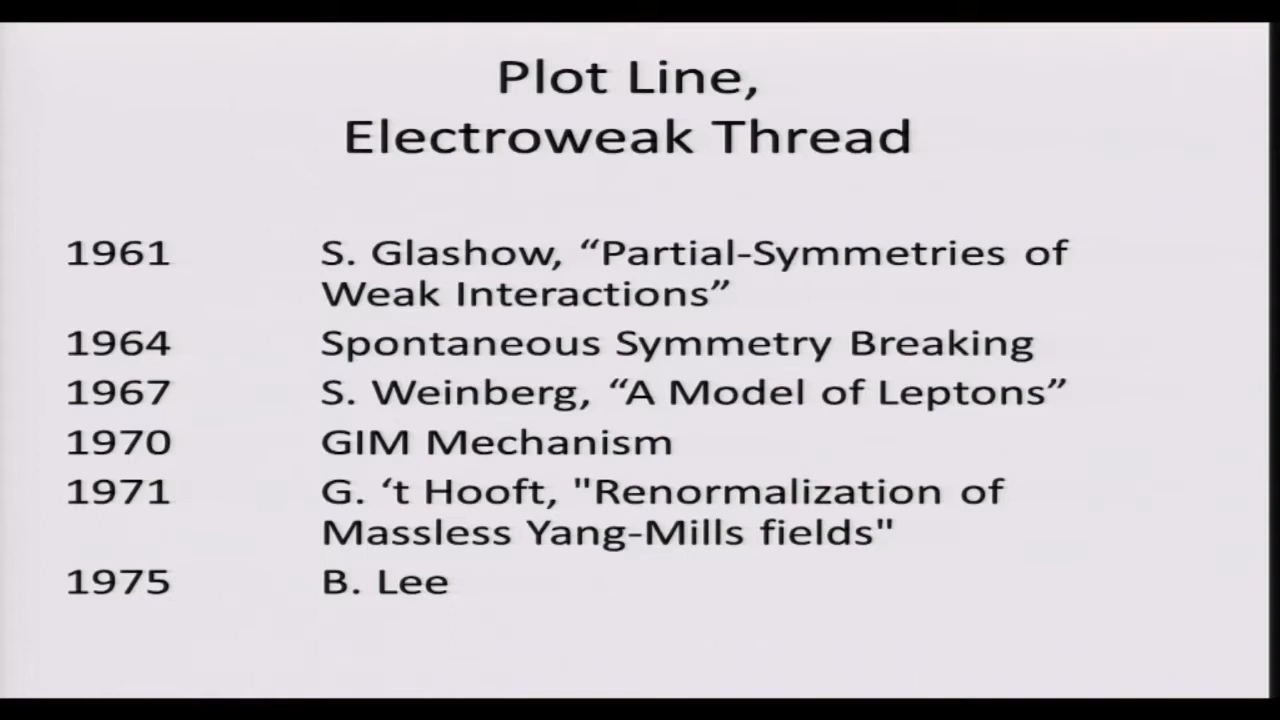 Plot Line,
Electroweak Thread
1961 S. Glashow, “Partial-Symmetries of
Weak Interactions”
1964 Spontaneous Symmetry Breaking
1967 S. Weinberg, “A Model of Leptons”
1970 GIM Mechanism
1971 G. ‘t Hooft, "Renormalization of
Massless Yang-Mills fields"
1975 B. Lee